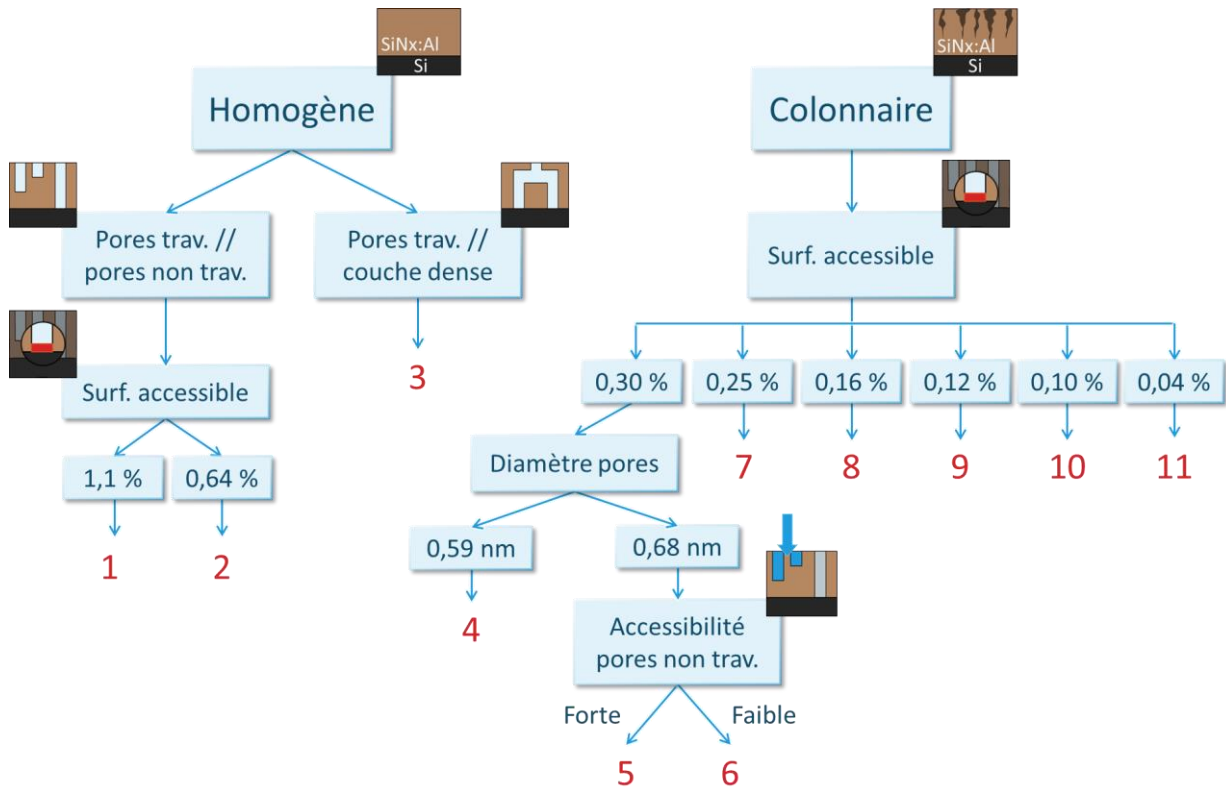 SiNx:Al
Si
Homogène
SiNx:Al
Si
Colonnaire
Pores trav. //
pores non trav.
Pores trav. //
couche dense
Surf. accessible
3
Surf. accessible
1,1 %
0,64 %
1
2
0,30 %
0,25 %
0,16 %
0,12 %
0,10 %
0,04 %
7
8
9
10
11
Diamètre pores
0,59 nm
0,68 nm
4
Accessibilité
pores non trav.
Forte
Faible
5
6